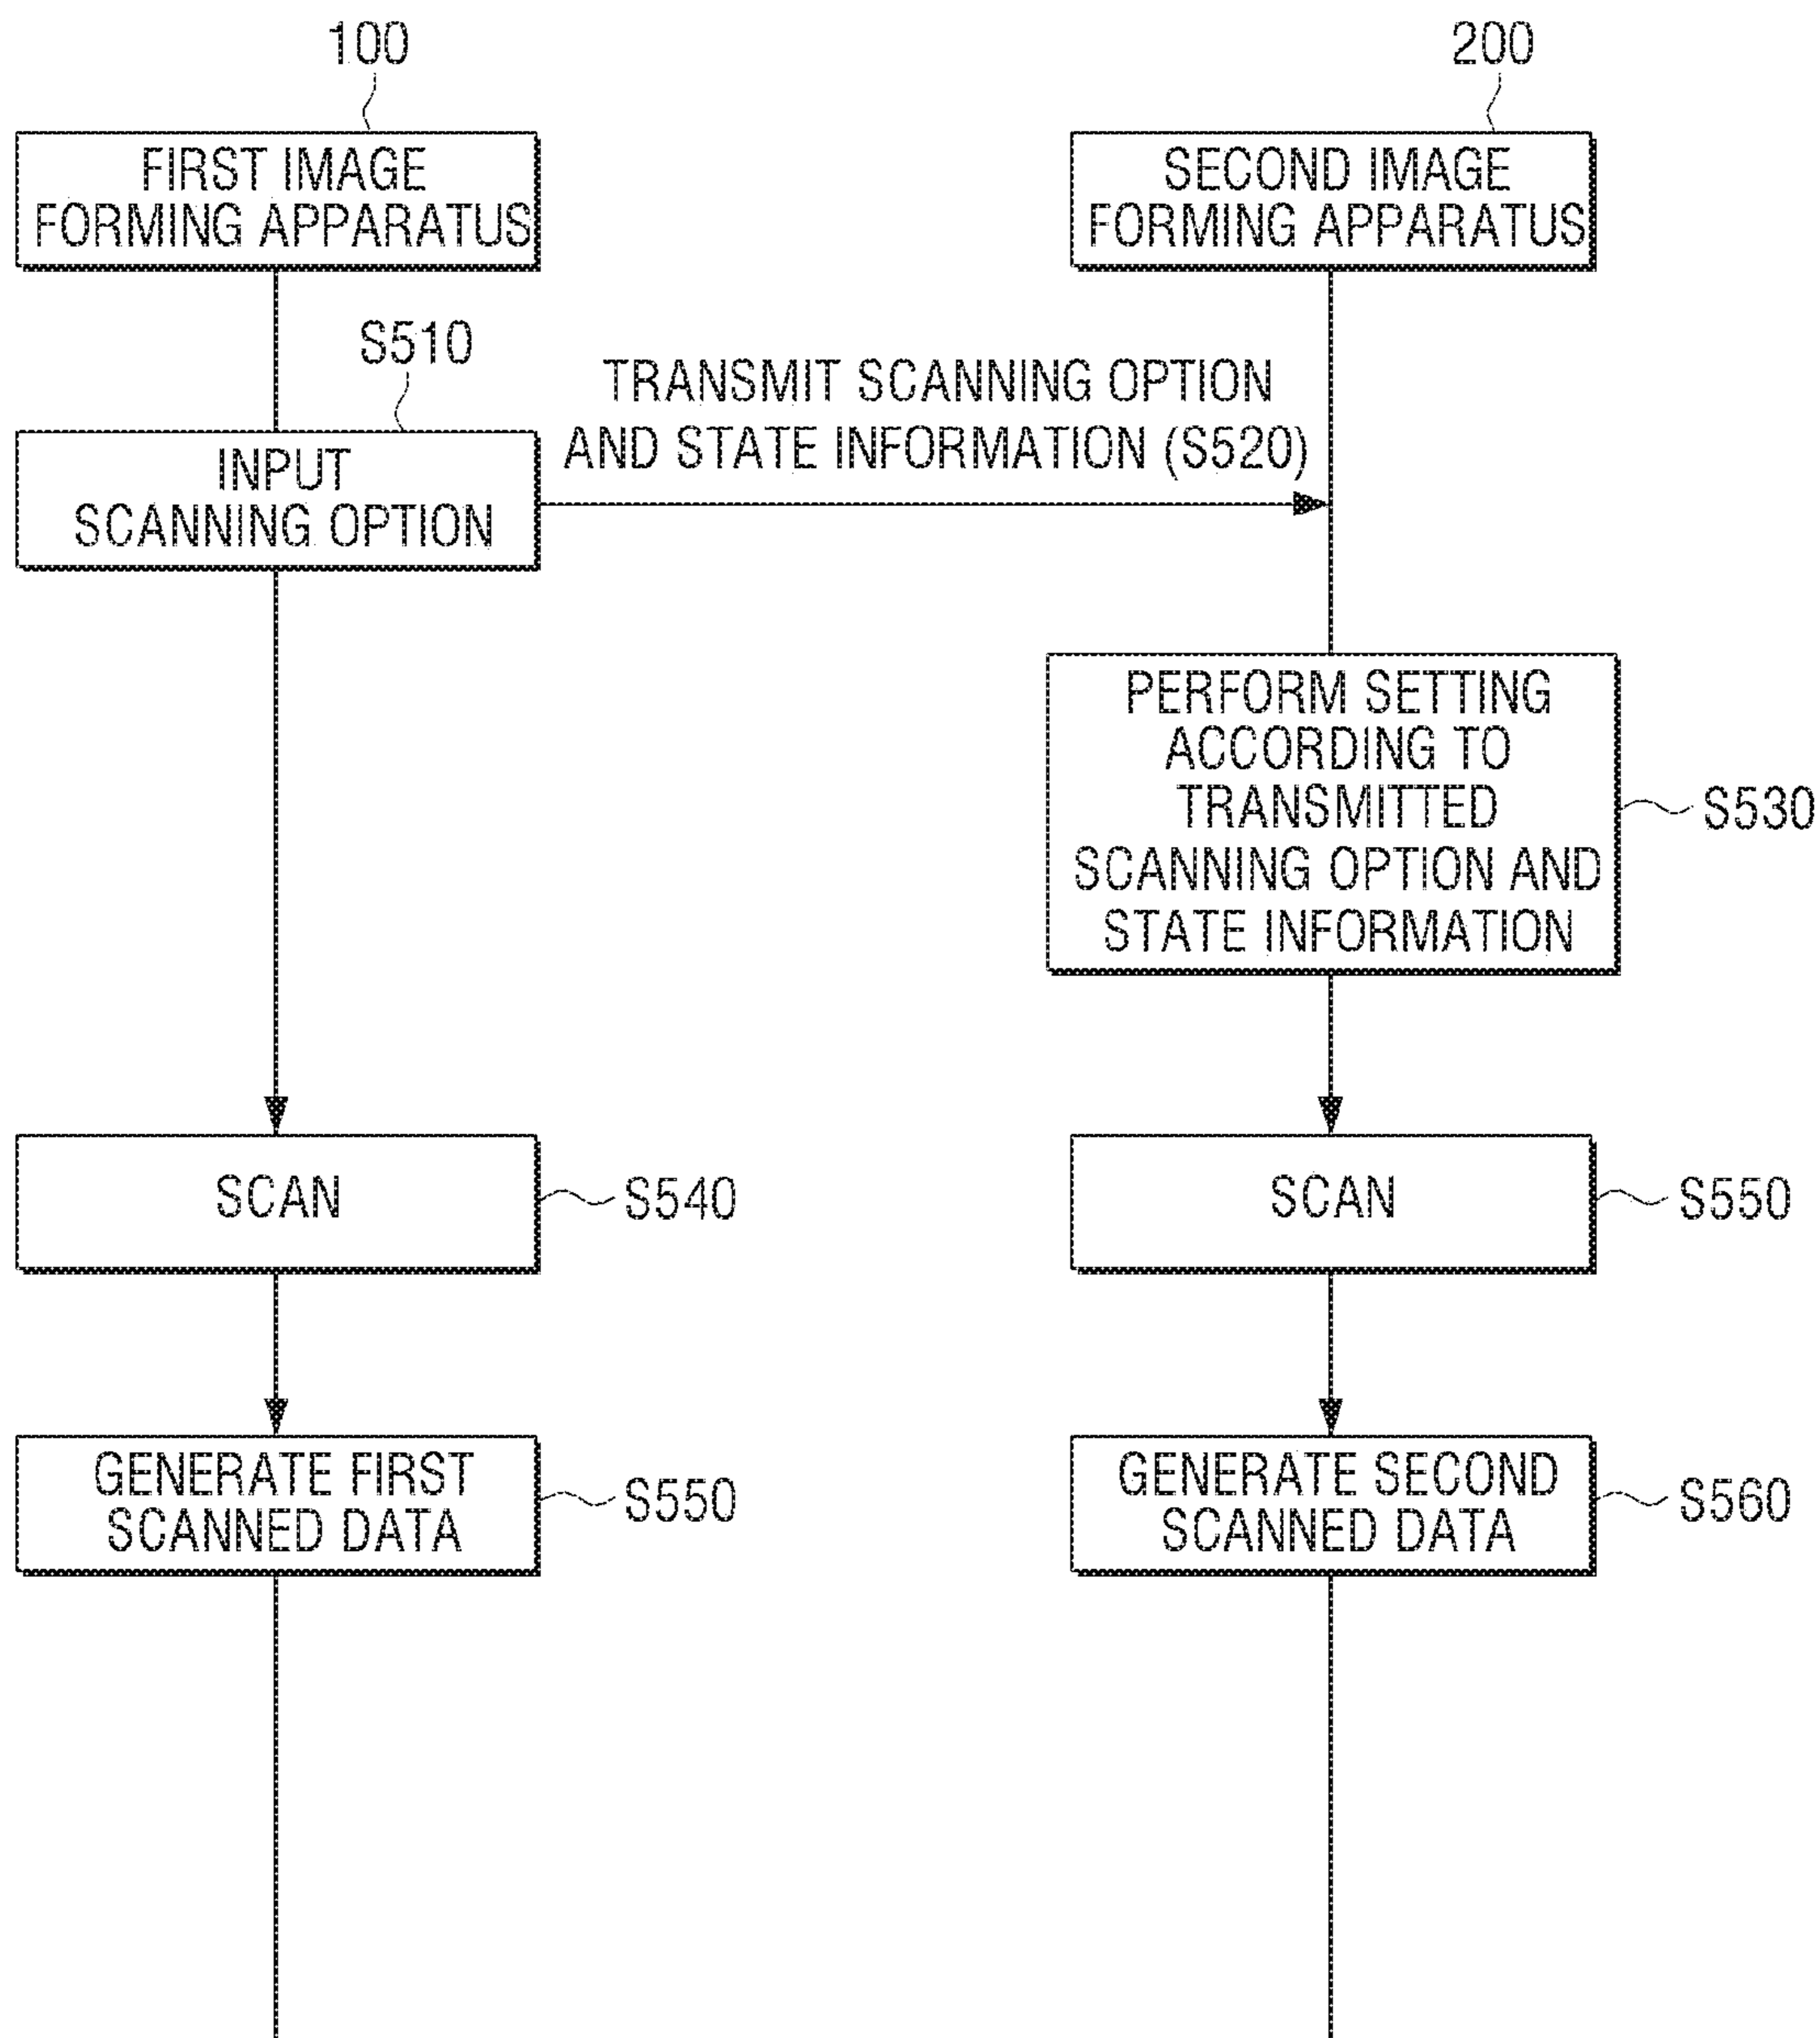 100
200
FIRST IMAGE
FORMING APPARATUS
SECOND IMAGE
FORMING APPARATUS
S510
TRANSMIT SCANNING OPTION
AND STATE INFORMATION (S520)
INPUT
SCANNING OPTION
PERFORM SETTING
ACCORDING TO
TRANSMITTED
SCANNING OPTION AND
STATE INFORMATION
S530
SCAN
S540
SCAN
S550
GENERATE FIRST
SCANNED DATA
S550
GENERATE SECOND
SCANNED DATA
S560